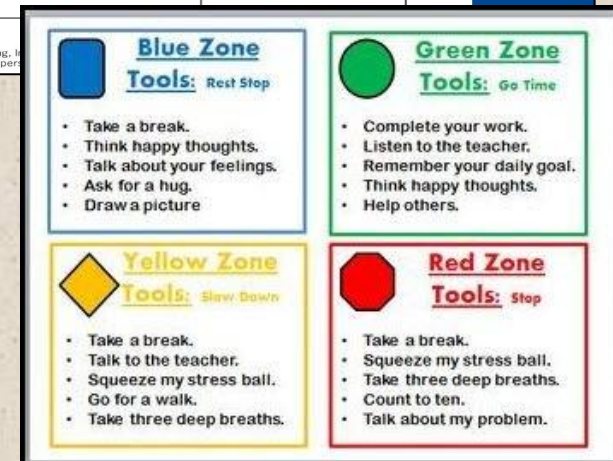 Blue Zone
Tools: Rest Stop
• Take a break.
• Think happy thoughts.
• Talk about your feelings.
• Ask for a hug.
• Draw a picture
Green Zone
Tools: Go Time
• Complete your work.
• Listen to the teacher.
• Remember your daily goal.
• Think happy thoughts.
• Help others.
Yellow Zone
Tools: Slow Down
• Take a break.
• Talk to the teacher.
• Squeeze my stress ball.
• Go for a walk.
• Take three deep breaths.
Red Zone
Tools: Stop
• Take a break.
• Squeeze my stress ball.
• Take three deep breaths.
• Count to ten.
• Talk about my problem.